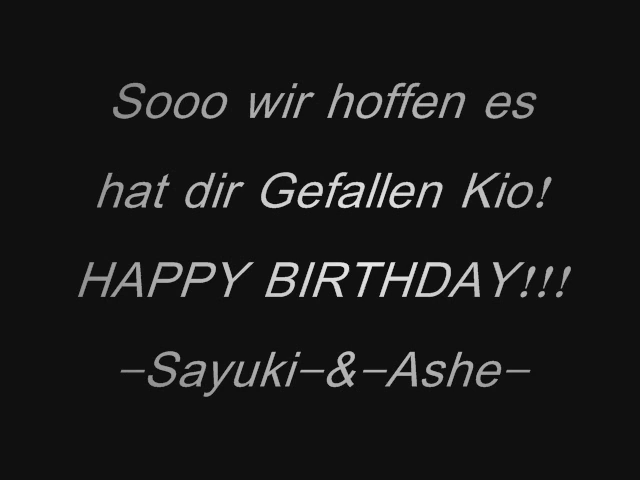 Sooo wir hoffen es
hat dir Gefallen Kio!
HAPPY BIRTHDAY!!!
-Sayuki-&-Ashe-